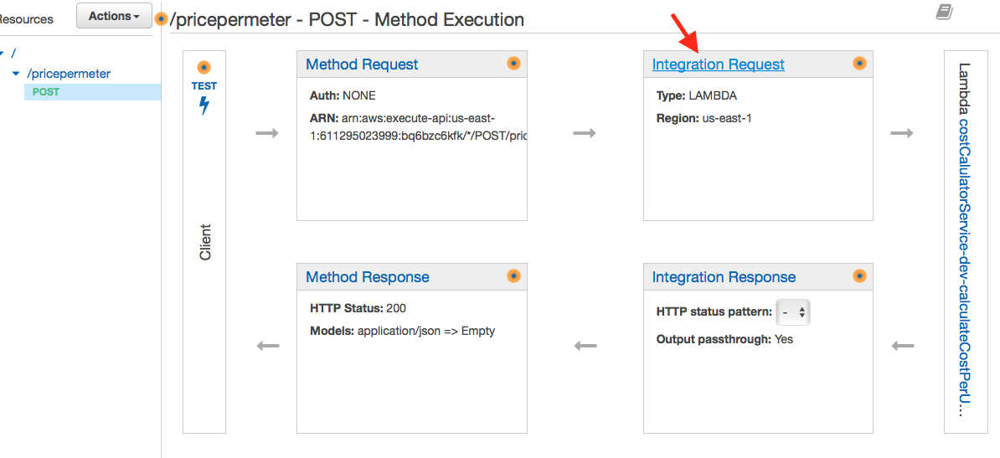 Resources
Actions
/pricepermeter - POST - Method Execution
/
/pricepermeter
POST
TEST
Client
Method Request
Auth: NONE
ARN: arn:aws:execute-api:us-east-
1:611295023999:bq6bzc6kfk/*/POST/pric
Integration Request
Type: LAMBDA
Region: us-east-1
Method Response
HTTP Status: 200
Models: application/json => Empty
Integration Response
HTTP status pattern: -
Output passthrough: Yes
Lambda costCalulatorService-dev-calculateCostPerU...